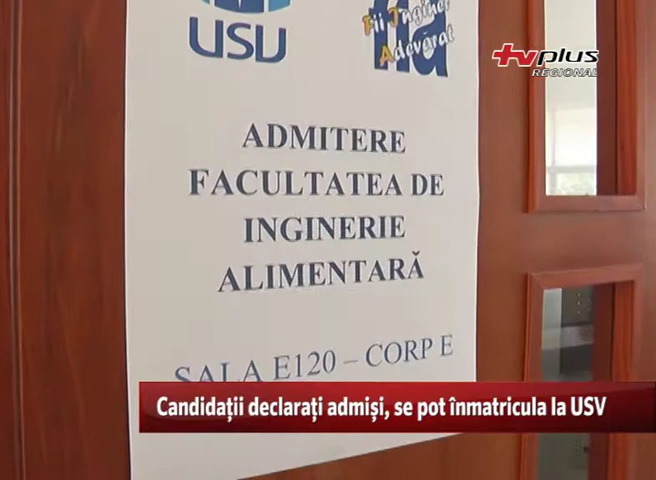 USV
Fii Inginer
Adevărat
fia
tvplus
REGIONAL
ADMITERE
FACULTATEA DE
INGINERIE
ALIMENTARĂ
SALA E120 – CORP E
Candidații declarați admiși, se pot înmatricula la USV